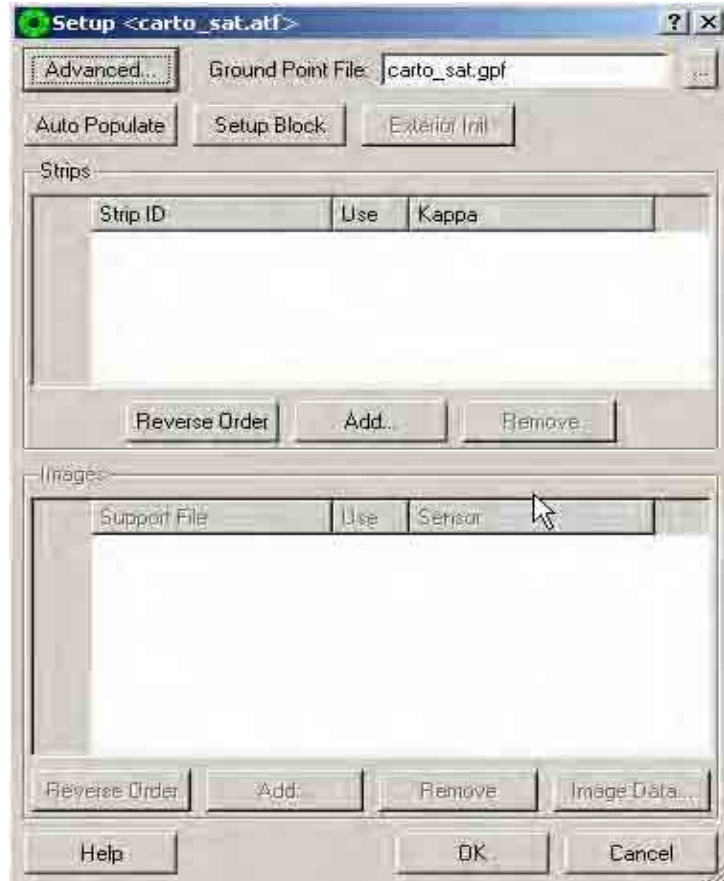 Setup <carto_sat.atf>
? X
Advanced... Ground Point File: carto_sat.gpf ...
Auto Populate Setup Block Exterior Init
Strips
Strip ID Use Kappa
Reverse Order Add... Remove
Images
Support File Use Sensor
Reverse Order Add... Remove Image Data...
Help OK Cancel